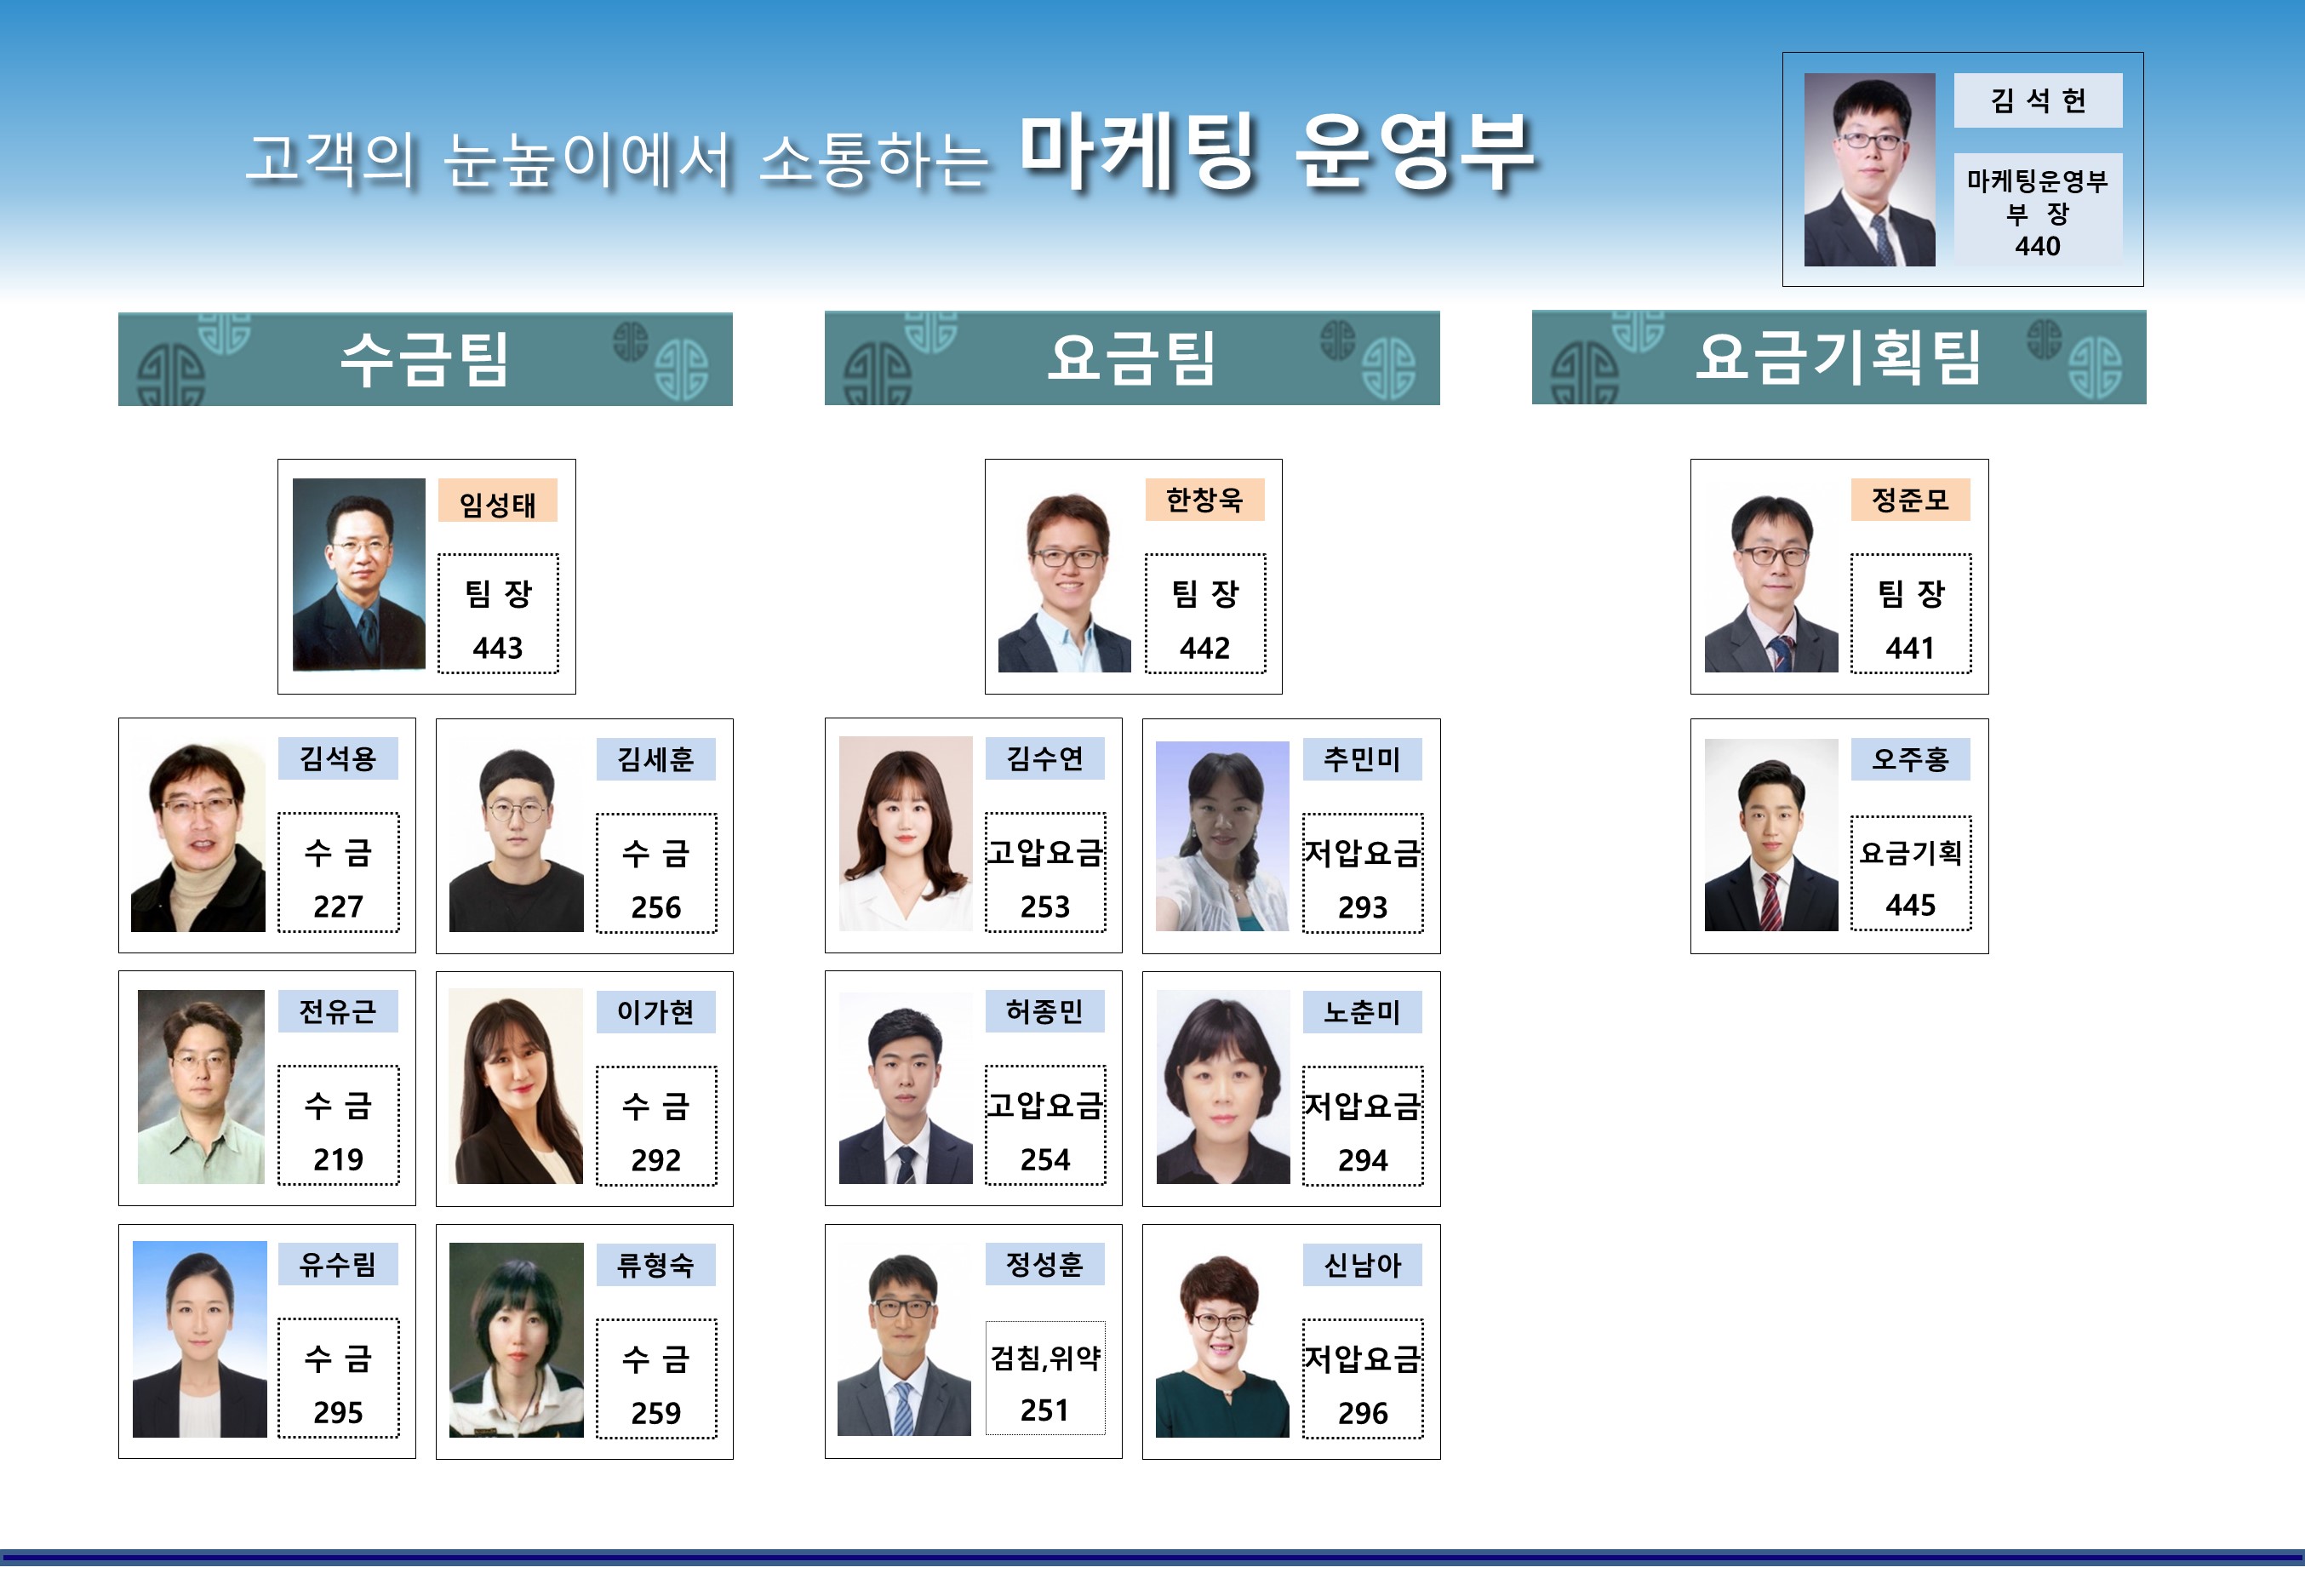 고객의 눈높이에서 소통하는 마케팅 운영부
김 석 헌
마케팅운영부
부 장
440
수금팀
임성태
팀 장
443
김석용
수 금
227
김세훈
수 금
256
전유근
수 금
219
이가현
수 금
292
유수림
수 금
295
류형숙
수 금
259
요금팀
한창욱
팀 장
442
김수연
고압요금
253
추민미
저압요금
293
허종민
고압요금
254
노춘미
저압요금
294
정성훈
검침,위약
251
신남아
저압요금
296
요금기획팀
정준모
팀 장
441
오주홍
요금기획
445